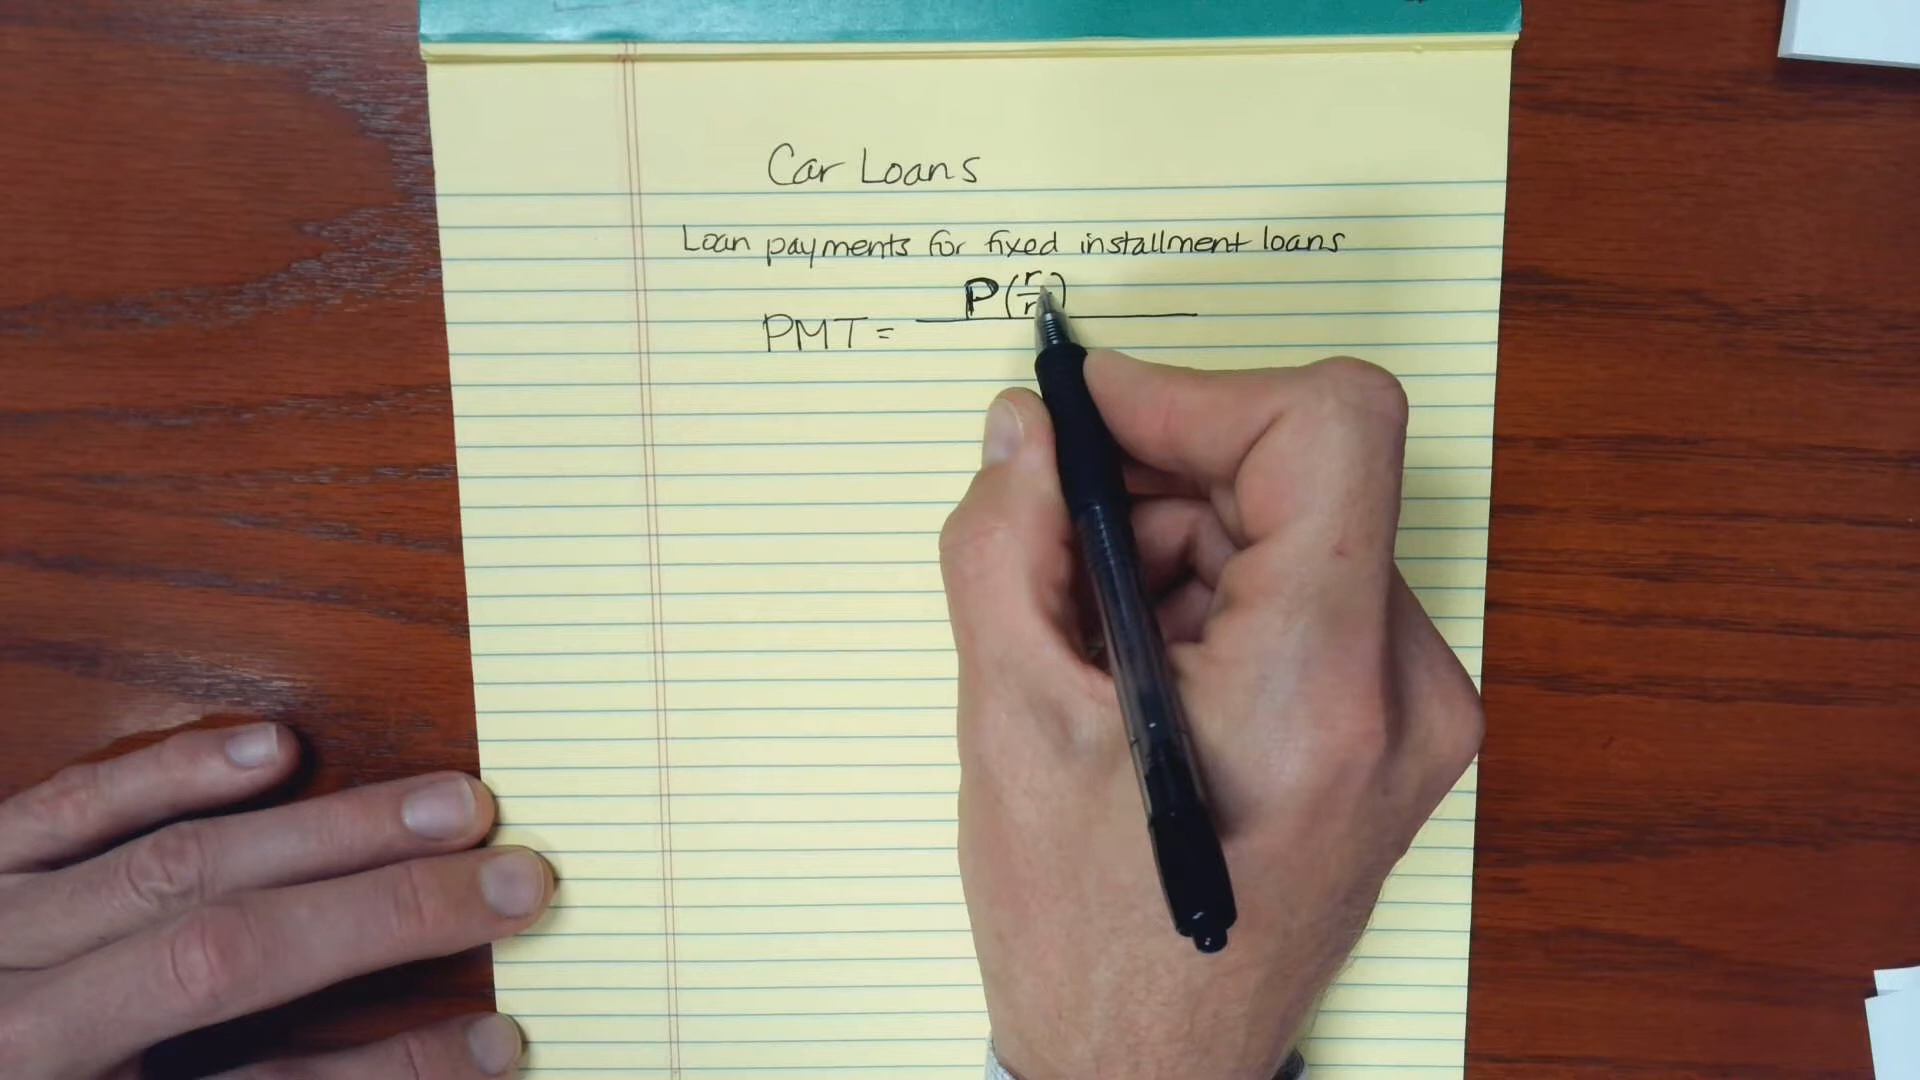 Car Loans
Loan payments for fixed installment loans
P(r/n)
PMT =